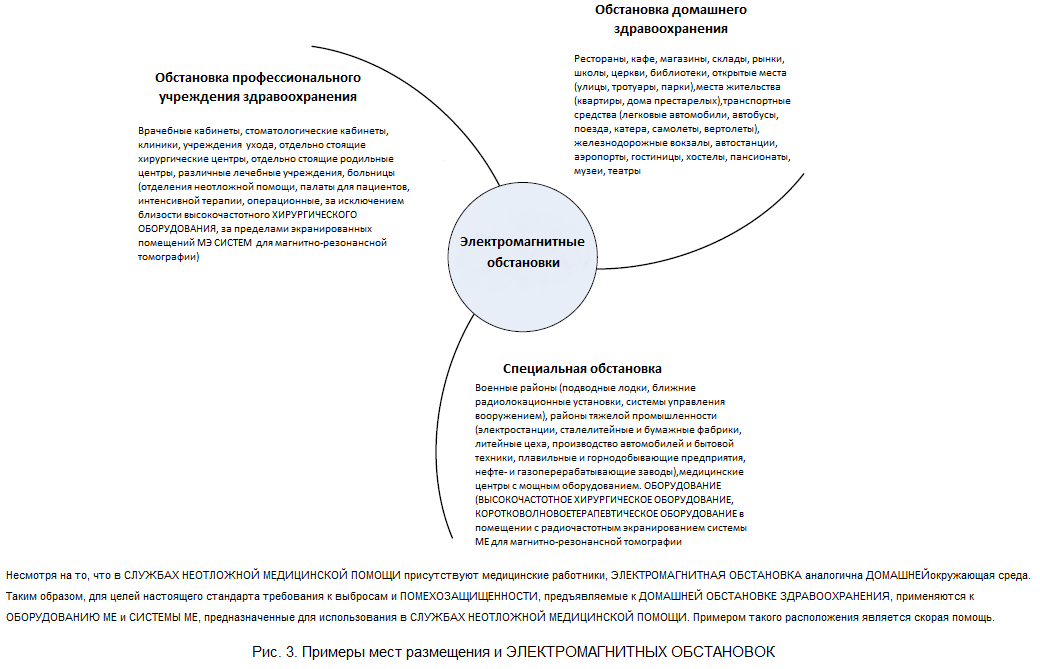 Обстановка домашнего
здравоохранения
Рестораны, кафе, магазины, склады, рынки,
школы, церкви, библиотеки, открытые места
(улицы, тротуары, парки),места жительства
(квартиры, дома престарелых),транспортные
средства (легковые автомобили, автобусы,
поезда, катера, самолеты, вертолеты),
железнодорожные вокзалы, автостанции,
аэропорты, гостиницы, хостелы, пансионаты,
музеи, театры
Обстановка профессионального
учреждения здравоохранения
Врачебные кабинеты, стоматологические кабинеты,
клиники, учреждения ухода, отдельно стоящие
хирургические центры, отдельно стоящие родильные
центры, различные лечебные учреждения, больницы
(отделения неотложной помощи, палаты для пациентов,
интенсивной терапии, операционные, за исключением
близости высокочастотного ХИРУРГИЧЕСКОГО
ОБОРУДОВАНИЯ, за пределами экранированных
помещений МЭ СИСТЕМ для магнитно-резонансной
томографии)
Электромагнитные
обстановки
Специальная обстановка
Военные районы (подводные лодки, ближние
радиолокационные установки, системы управления
вооружением), районы тяжелой промышленности
(электростанции, сталелитейные и бумажные фабрики,
литейные цеха, производство автомобилей и бытовой
техники, плавильные и горнодобывающие предприятия,
нефте- и газоперерабатывающие заводы),медицинские
центры с мощным оборудованием. ОБОРУДОВАНИЕ
(ВЫСОКОЧАСТОТНОЕ ХИРУРГИЧЕСКОЕ ОБОРУДОВАНИЕ,
КОРОТКОВОЛНОВОЕТЕРАПЕВТИЧЕСКОЕ ОБОРУДОВАНИЕ в
помещении с радиочастотным экранированием системы
МЕ для магнитно-резонансной томографии
Несмотря на то, что в СЛУЖБАХ НЕОТЛОЖНОЙ МЕДИЦИНСКОЙ ПОМОЩИ присутствуют медицинские работники, ЭЛЕКТРОМАГНИТНАЯ ОБСТАНОВКА аналогична ДОМАШНЕЙокружающая среда.
Таким образом, для целей настоящего стандарта требования к выбросам и ПОМЕХОЗАЩИЩЕННОСТИ, предъявляемые к ДОМАШНЕЙ ОБСТАНОВКЕ ЗДРАВООХРАНЕНИЯ, применяются к
ОБОРУДОВАНИЮ МЕ и СИСТЕМЫ МЕ, предназначенные для использования в СЛУЖБАХ НЕОТЛОЖНОЙ МЕДИЦИНСКОЙ ПОМОЩИ. Примером такого расположения является скорая помощь.
Рис. 3. Примеры мест размещения и ЭЛЕКТРОМАГНИТНЫХ ОБСТАНОВОК